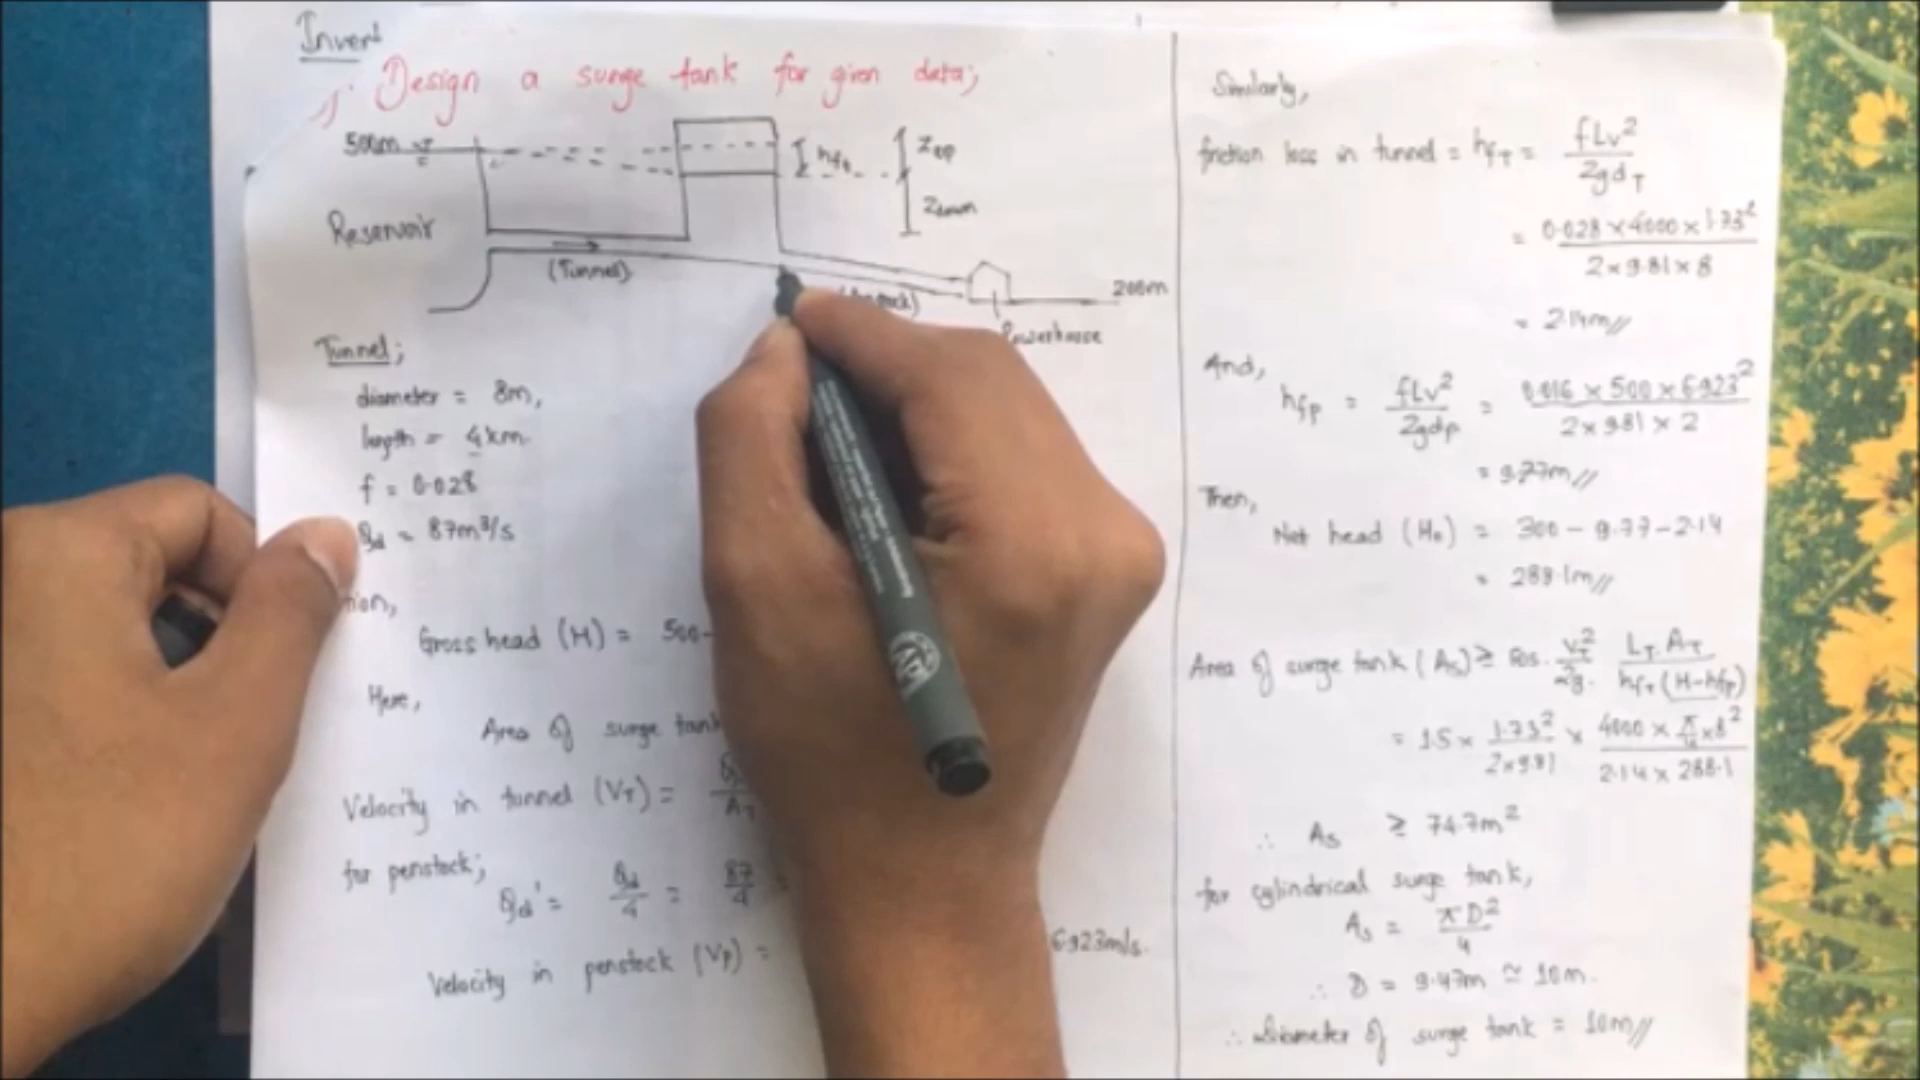 Invert
1) Design a surge tank for given data;
500m
hft
Zup
Zdown
Reservoir
(Tunnel)
200m
Powerhouse
Tunnel;
diameter = 8m,
length = 4km.
f = 0.028
Qd = 87m³/s
Gross head (H) = 500-
Here,
Area of surge tank
Velocity in tunnel (VT) =
AT
for penstock;
Qd' = Qd/4 = 87/4 =
Velocity in penstock (Vp) = 6.923m/s.
Similarly,
friction loss in tunnel = hfT = fLv²/2gdT
= 0.028 × 4000 × 1.73²/2×9.81×8
= 2.14m//
And,
hfp = fLv²/2gdp = 0.016 × 500 × 6.923²/2×9.81×2
= 9.77m//
Then,
Net head (Ho) = 300 - 9.77 - 2.14
= 288.1m//
Area of surge tank (As) ≥ Fos. VT²/2g. LT.AT/hfT(H-hfp)
= 1.5 × 1.73²/2×9.81 × 4000 × π/4 × 8²/2.14 × 288.1
∴ As ≥ 74.7m²
for cylindrical surge tank,
As = πD²/4
∴ D = 9.47m ≃ 10m.
∴ Diameter of surge tank = 10m//